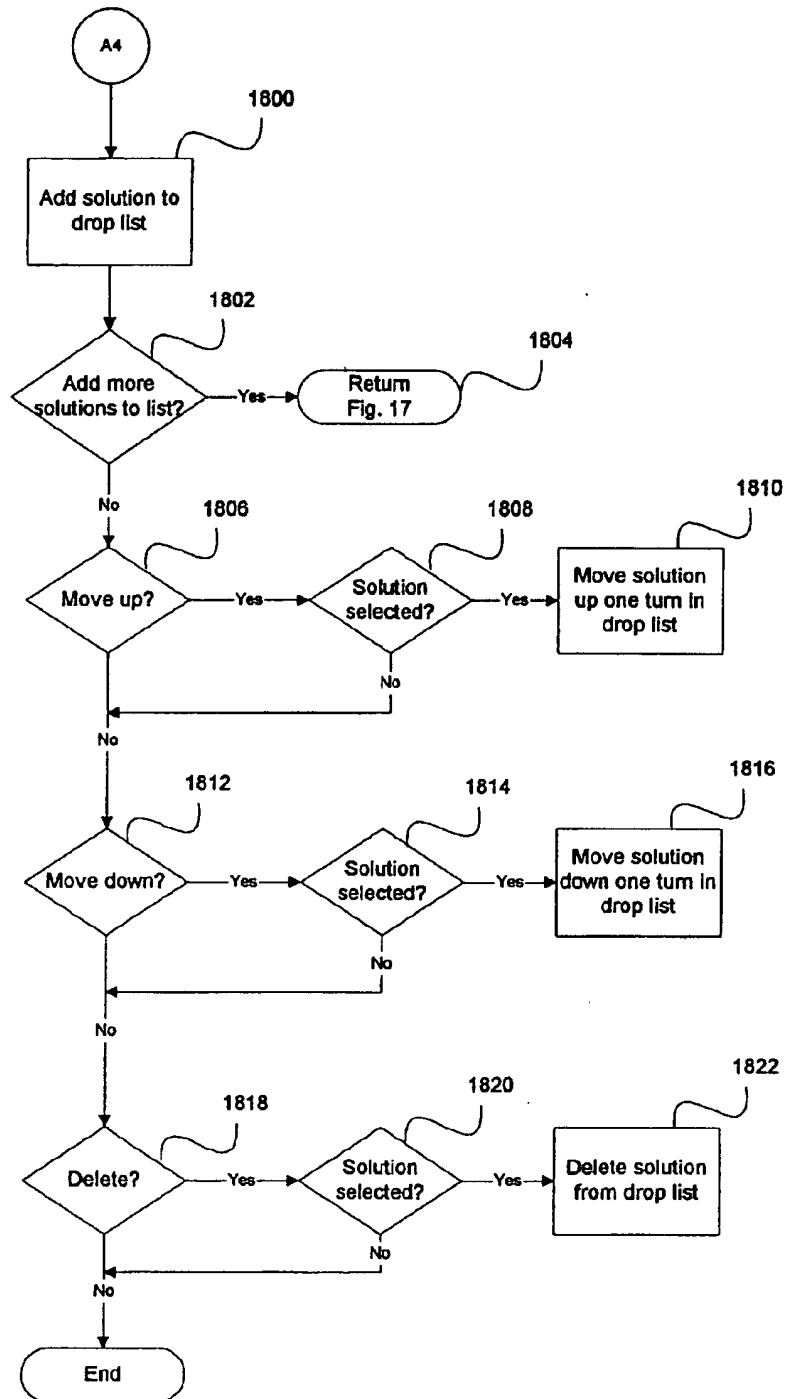 A4
1800
Add solution to
drop list
1802
Add more
solutions to list?
Yes
1804
Return
Fig. 17
No
1806
Move up?
Yes
1808
Solution
selected?
Yes
1810
Move solution
up one turn in
drop list
No
No
1812
Move down?
Yes
1814
Solution
selected?
Yes
1816
Move solution
down one turn in
drop list
No
No
1818
Delete?
Yes
1820
Solution
selected?
Yes
1822
Delete solution
from drop list
No
No
End